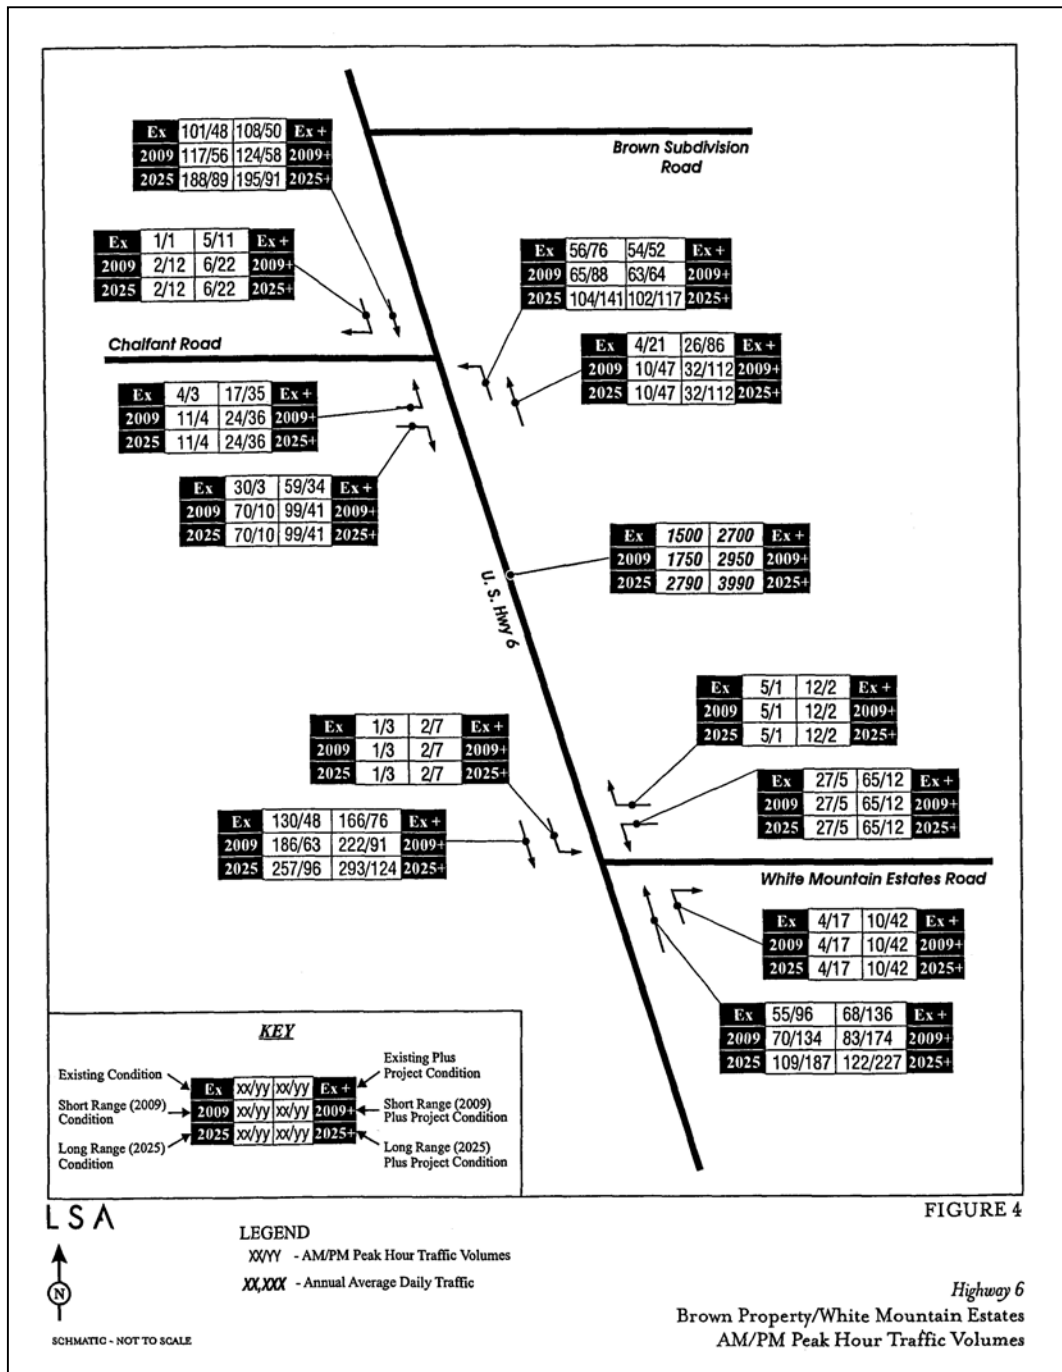 Brown Subdivision
Road
Ex 101/48 108/50 Ex +
2009 117/56 124/58 2009+
2025 188/89 195/91 2025+
Ex 1/1 5/11 Ex +
2009 2/12 6/22 2009+
2025 2/12 6/22 2025+
Ex 56/76 54/52 Ex +
2009 65/88 63/64 2009+
2025 104/141 102/117 2025+
Chalfant Road
Ex 4/21 26/86 Ex +
2009 10/47 32/112 2009+
2025 10/47 32/112 2025+
Ex 4/3 17/35 Ex +
2009 11/4 24/36 2009+
2025 11/4 24/36 2025+
Ex 30/3 59/34 Ex +
2009 70/10 99/41 2009+
2025 70/10 99/41 2025+
Ex 1500 2700 Ex +
2009 1750 2950 2009+
2025 2790 3990 2025+
U. S. Hwy 6
Ex 5/1 12/2 Ex +
2009 5/1 12/2 2009+
2025 5/1 12/2 2025+
Ex 1/3 2/7 Ex +
2009 1/3 2/7 2009+
2025 1/3 2/7 2025+
Ex 27/5 65/12 Ex +
2009 27/5 65/12 2009+
2025 27/5 65/12 2025+
Ex 130/48 166/76 Ex +
2009 186/63 222/91 2009+
2025 257/96 293/124 2025+
White Mountain Estates Road
Ex 4/17 10/42 Ex +
2009 4/17 10/42 2009+
2025 4/17 10/42 2025+
Ex 55/96 68/136 Ex +
2009 70/134 83/174 2009+
2025 109/187 122/227 2025+
KEY
Existing Condition
Short Range (2009)
Condition
Long Range (2025)
Condition
Ex xx/yy xx/yy Ex +
2009 xx/yy xx/yy 2009+
2025 xx/yy xx/yy 2025+
Existing Plus
Project Condition
Short Range (2009)
Plus Project Condition
Long Range (2025)
Plus Project Condition
LSA
FIGURE 4
LEGEND
XX/YY - AM/PM Peak Hour Traffic Volumes
XX,XXX - Annual Average Daily Traffic
N
SCHMATIC - NOT TO SCALE
Highway 6
Brown Property/White Mountain Estates
AM/PM Peak Hour Traffic Volumes